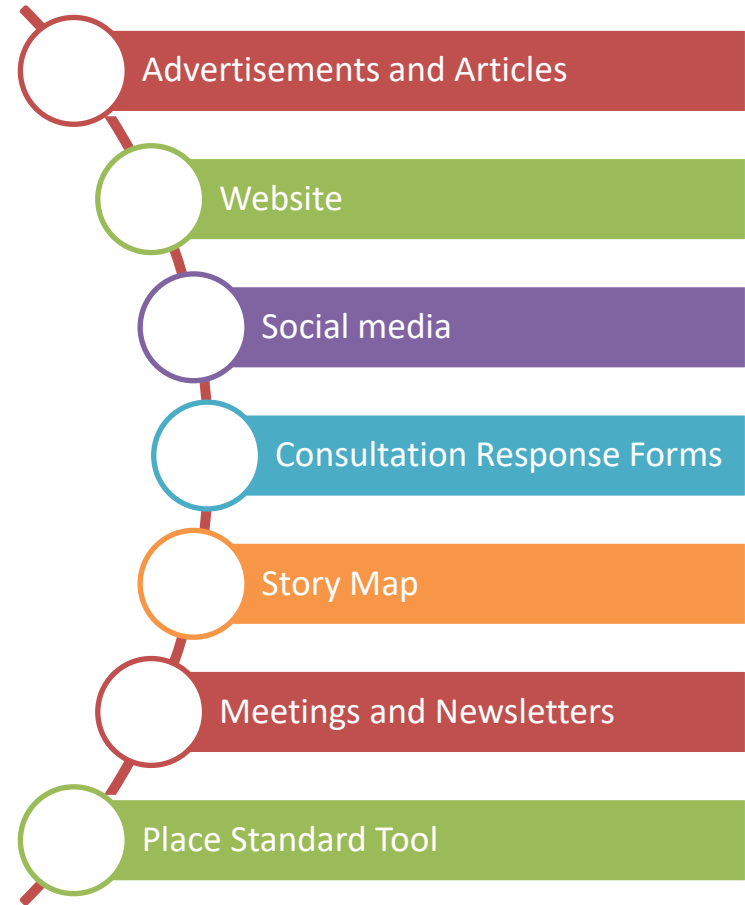 Advertisements and Articles
Website
Social media
Consultation Response Forms
Story Map
Meetings and Newsletters
Place Standard Tool